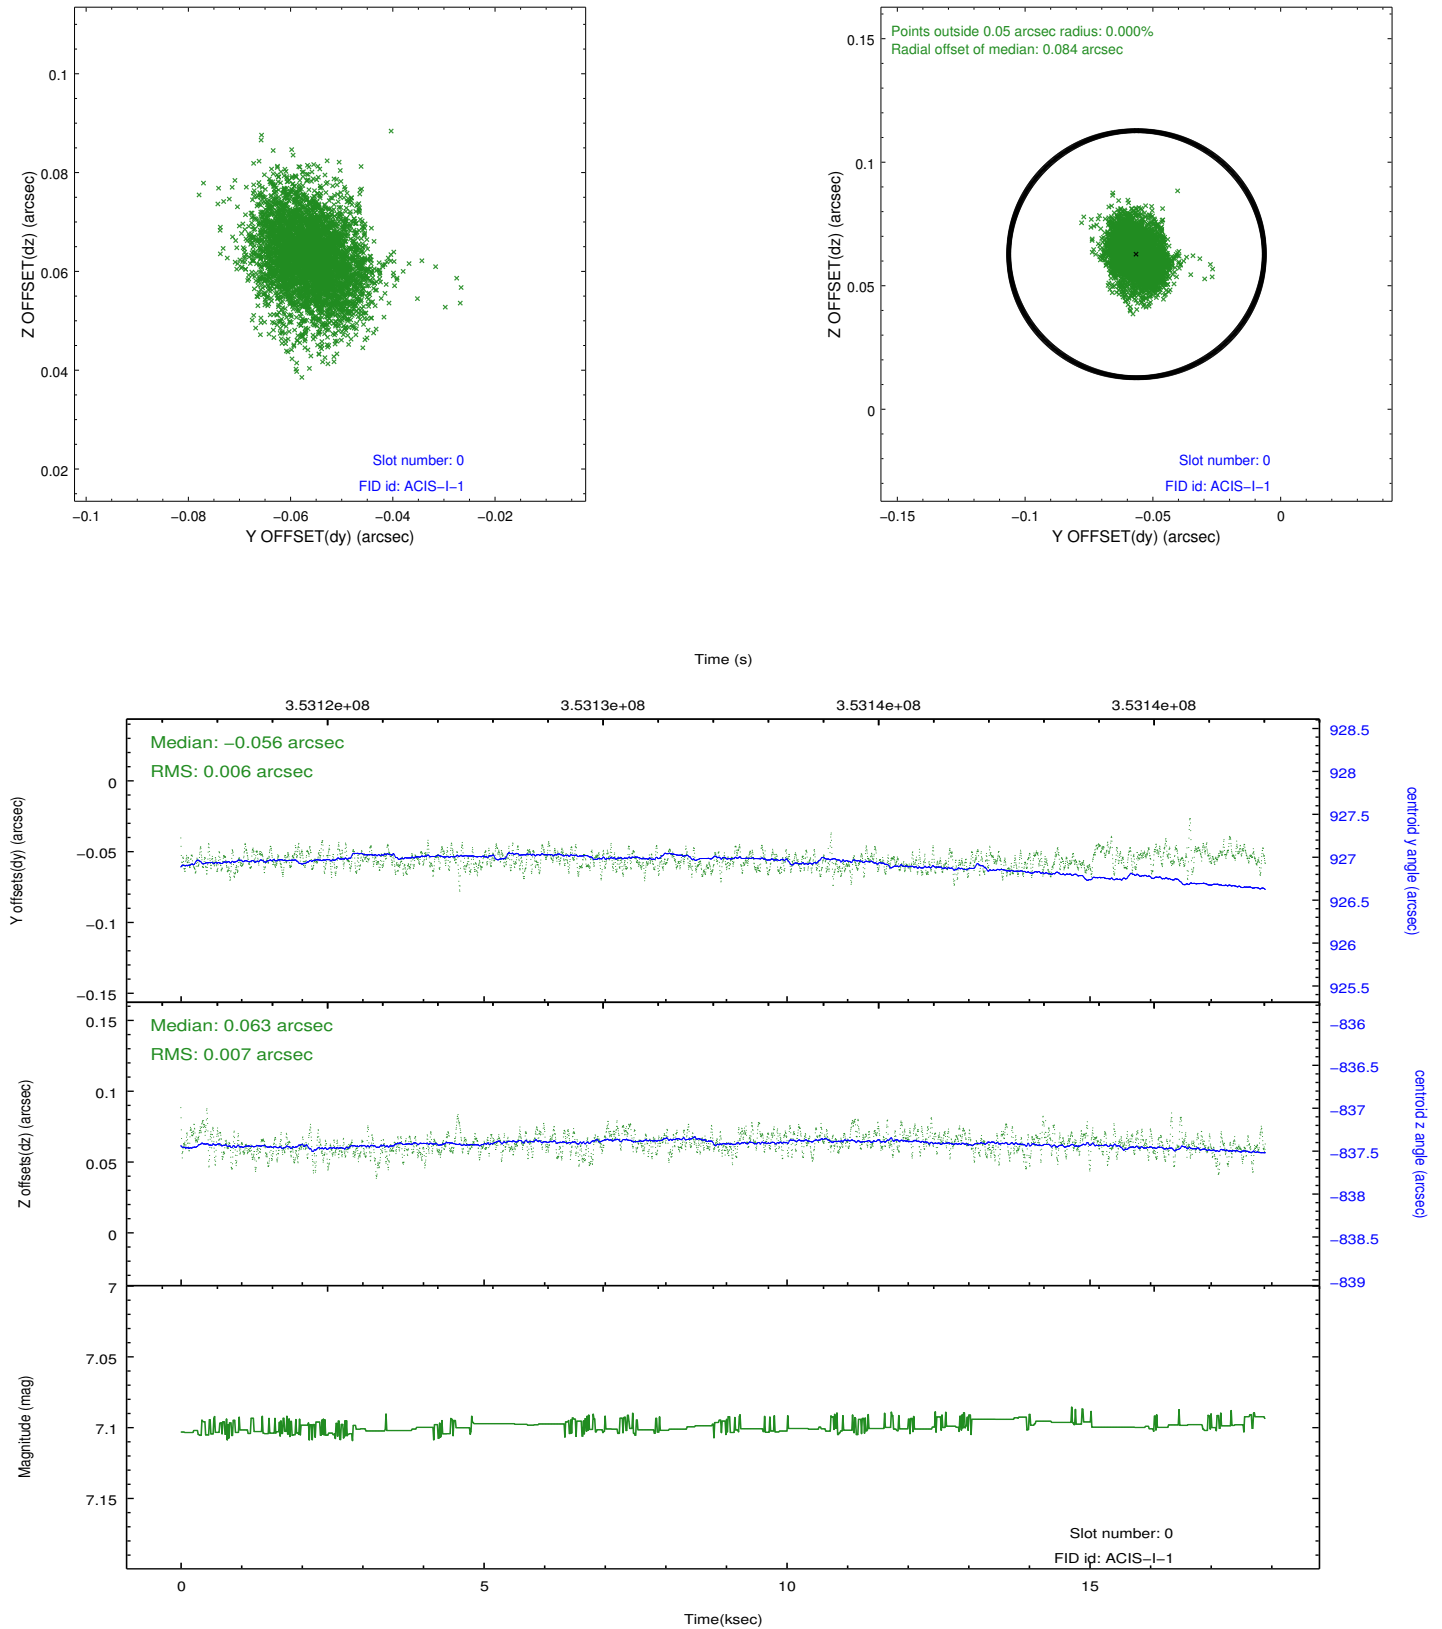 Z OFFSET(dz) (arcsec)
0.1
0.08
0.06
0.04
0.02
Slot number: 0
FID id: ACIS−I−1
−0.1 −0.08 −0.06 −0.04 −0.02
Y OFFSET(dy) (arcsec)
Points outside 0.05 arcsec radius: 0.000%
Radial offset of median: 0.084 arcsec
Z OFFSET(dz) (arcsec)
0.15
0.1
0.05
0
Slot number: 0
FID id: ACIS−I−1
−0.15 −0.1 −0.05 0
Y OFFSET(dy) (arcsec)
Time (s)
3.5312e+08 3.5313e+08 3.5314e+08 3.5314e+08
Median: −0.056 arcsec
RMS: 0.006 arcsec
Y offsets(dy) (arcsec)
0
−0.05
−0.1
−0.15
928.5
928
927.5
927
926.5
926
925.5
centroid y angle (arcsec)
Median: 0.063 arcsec
RMS: 0.007 arcsec
Z offsets(dz) (arcsec)
0.15
0.1
0.05
0
−836
−836.5
−837
−837.5
−838
−838.5
−839
centroid z angle (arcsec)
Magnitude (mag)
7
7.05
7.1
7.15
Slot number: 0
FID id: ACIS−I−1
0 5 10 15
Time(ksec)